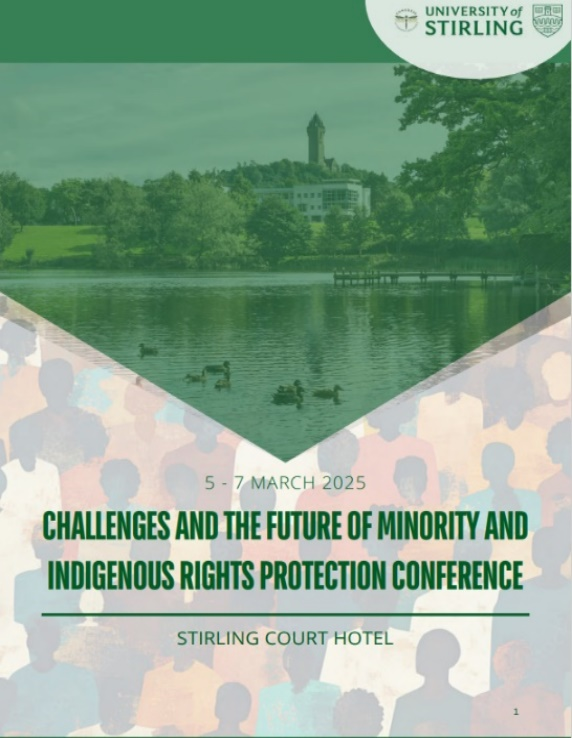 UNIVERSITY of
STIRLING
5 - 7 MARCH 2025
CHALLENGES AND THE FUTURE OF MINORITY AND
INDIGENOUS RIGHTS PROTECTION CONFERENCE
STIRLING COURT HOTEL
1